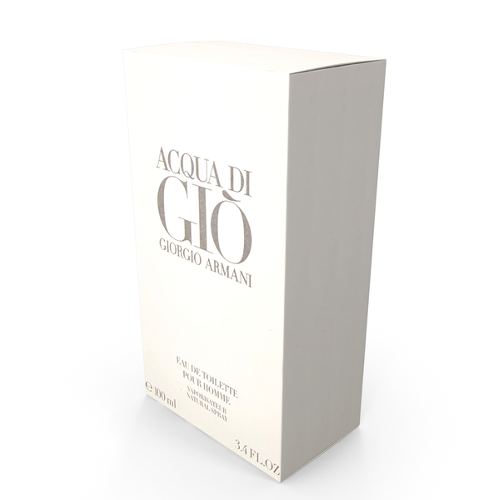 ACQUA DI
GIÒ
GIORGIO ARMANI
EAU DE TOILETTE
POUR HOMME
VAPORISATEUR
NATURAL SPRAY
℮ 100 ml
3.4 FL.OZ